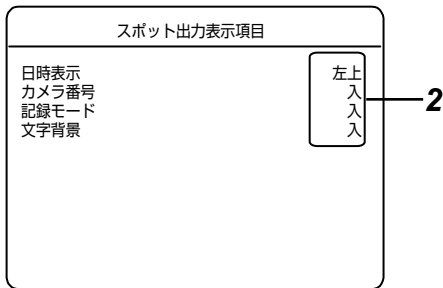 スポット出力表示項目
日時表示 左上
カメラ番号 入
2
記録モード 入
文字背景 入